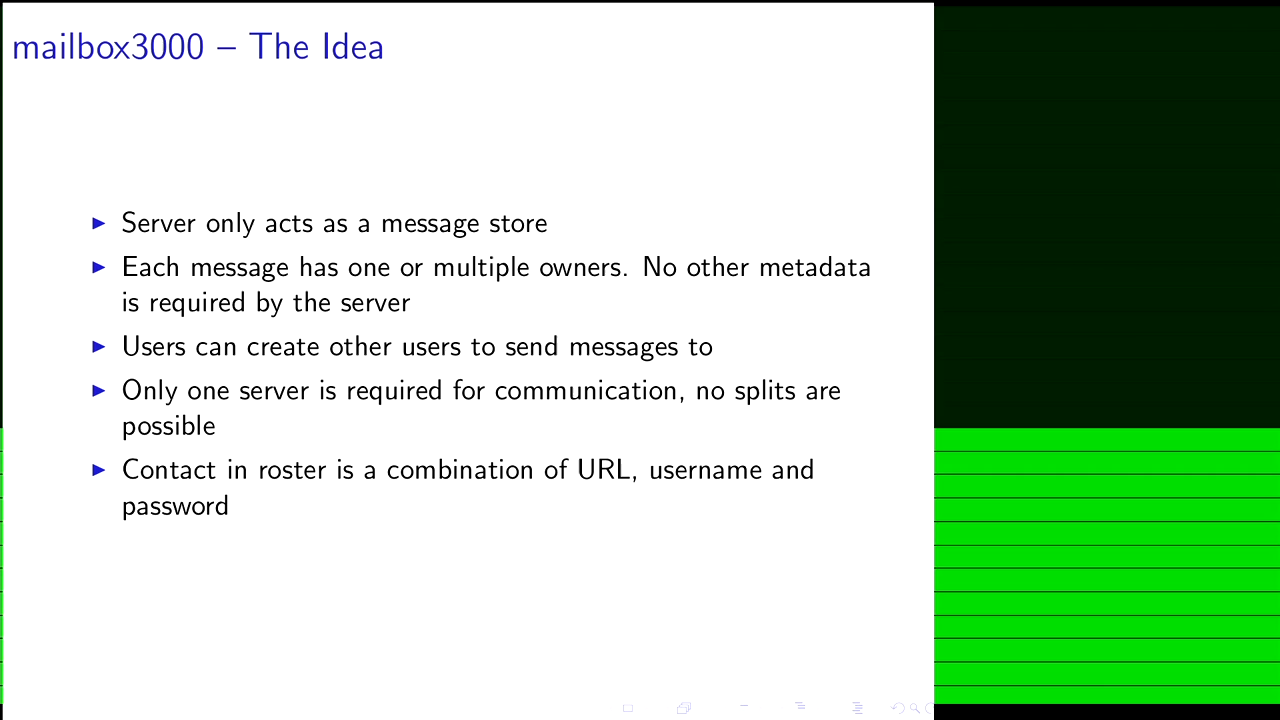 mailbox3000 – The Idea
Server only acts as a message store
Each message has one or multiple owners. No other metadata
is required by the server
Users can create other users to send messages to
Only one server is required for communication, no splits are
possible
Contact in roster is a combination of URL, username and
password